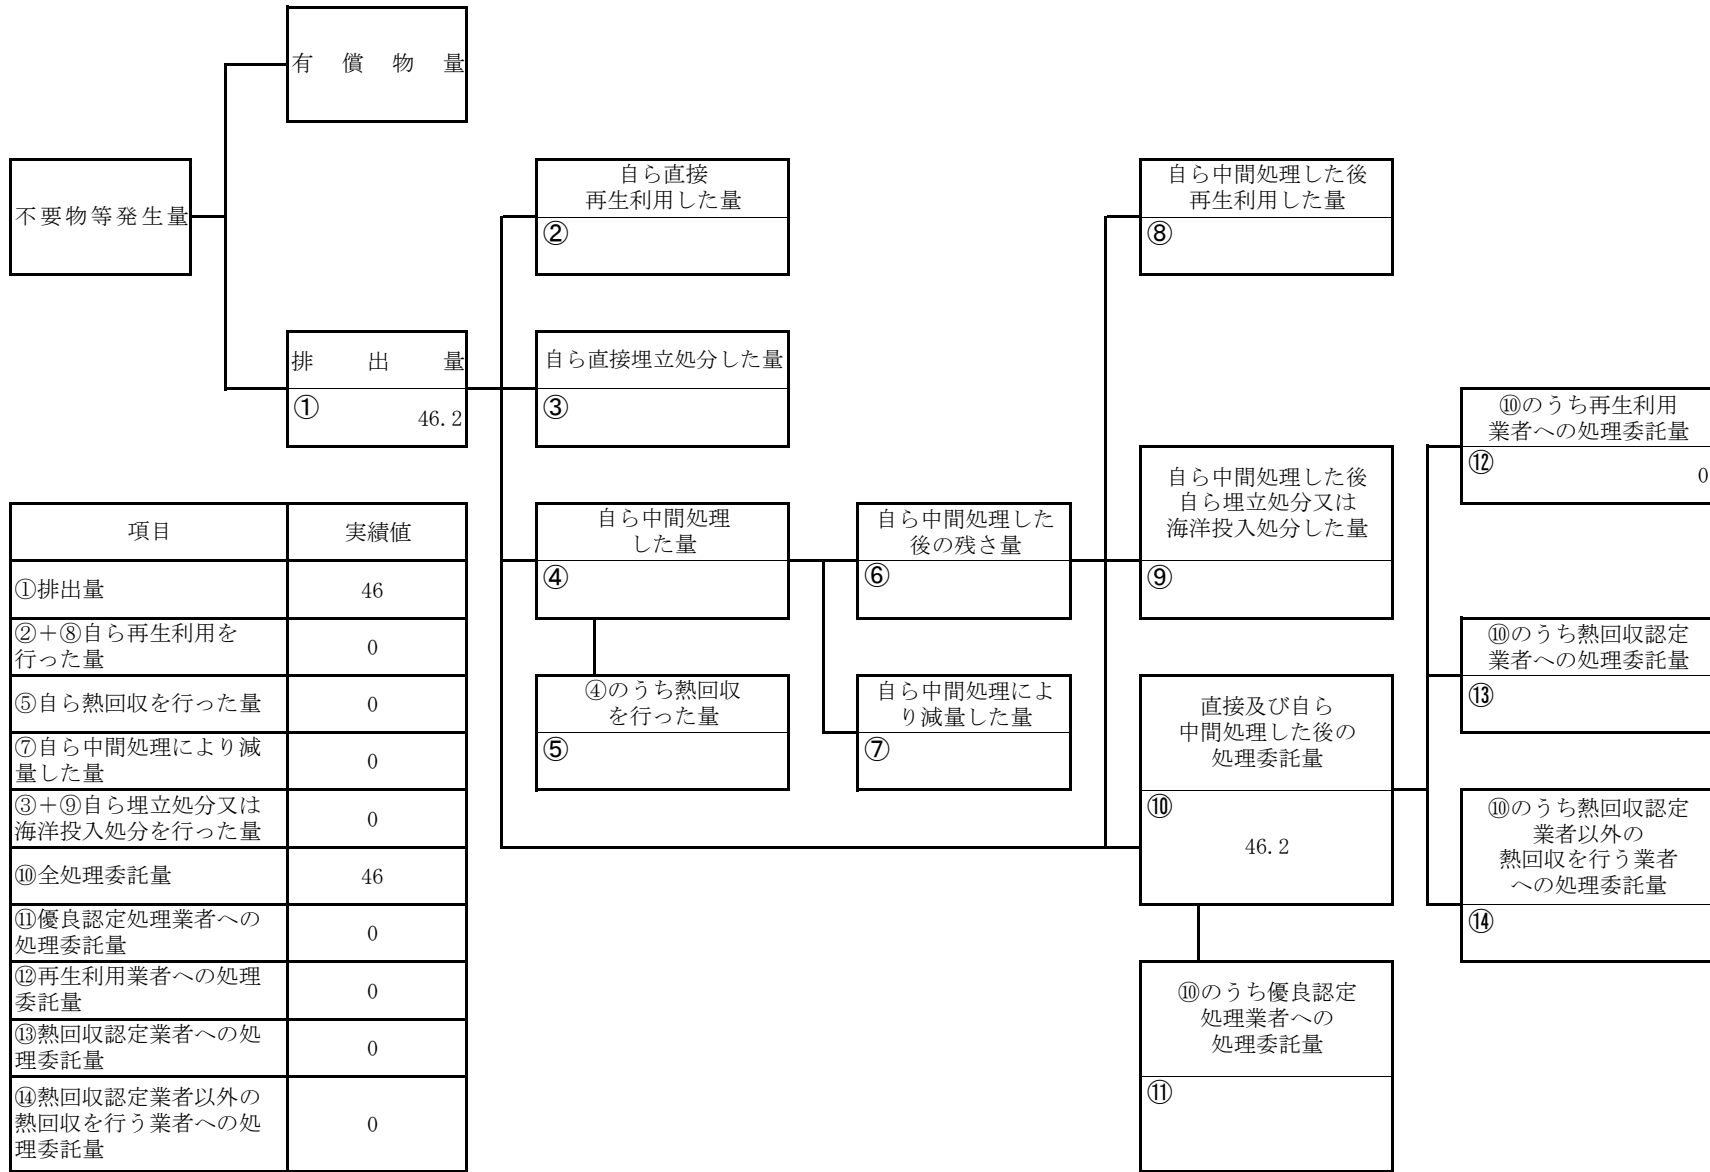 有償物量
不要物等発生量
自ら直接
再生利用した量
②
自ら中間処理した後
再生利用した量
⑧
排出量
①
46.2
自ら直接埋立処分した量
③
⑩のうち再生利用
業者への処理委託量
⑫
0
自ら中間処理
した量
④
自ら中間処理した
後の残さ量
⑥
自ら中間処理した後
自ら埋立処分又は
海洋投入処分した量
⑨
⑩のうち熱回収認定
業者への処理委託量
⑬
④のうち熱回収
を行った量
⑤
自ら中間処理によ
り減量した量
⑦
直接及び自ら
中間処理した後の
処理委託量
⑩
46.2
⑩のうち熱回収認定
業者以外の
熱回収を行う業者
への処理委託量
⑭
⑩のうち優良認定
処理業者への
処理委託量
⑪
項目 実績値
①排出量 46
②＋⑧自ら再生利用を
行った量 0
⑤自ら熱回収を行った量 0
⑦自ら中間処理により減
量した量 0
③＋⑨自ら埋立処分又は
海洋投入処分を行った量 0
⑩全処理委託量 46
⑪優良認定処理業者への
処理委託量 0
⑫再生利用業者への処理
委託量 0
⑬熱回収認定業者への処
理委託量 0
⑭熱回収認定業者以外の
熱回収を行う業者への処 0
理委託量